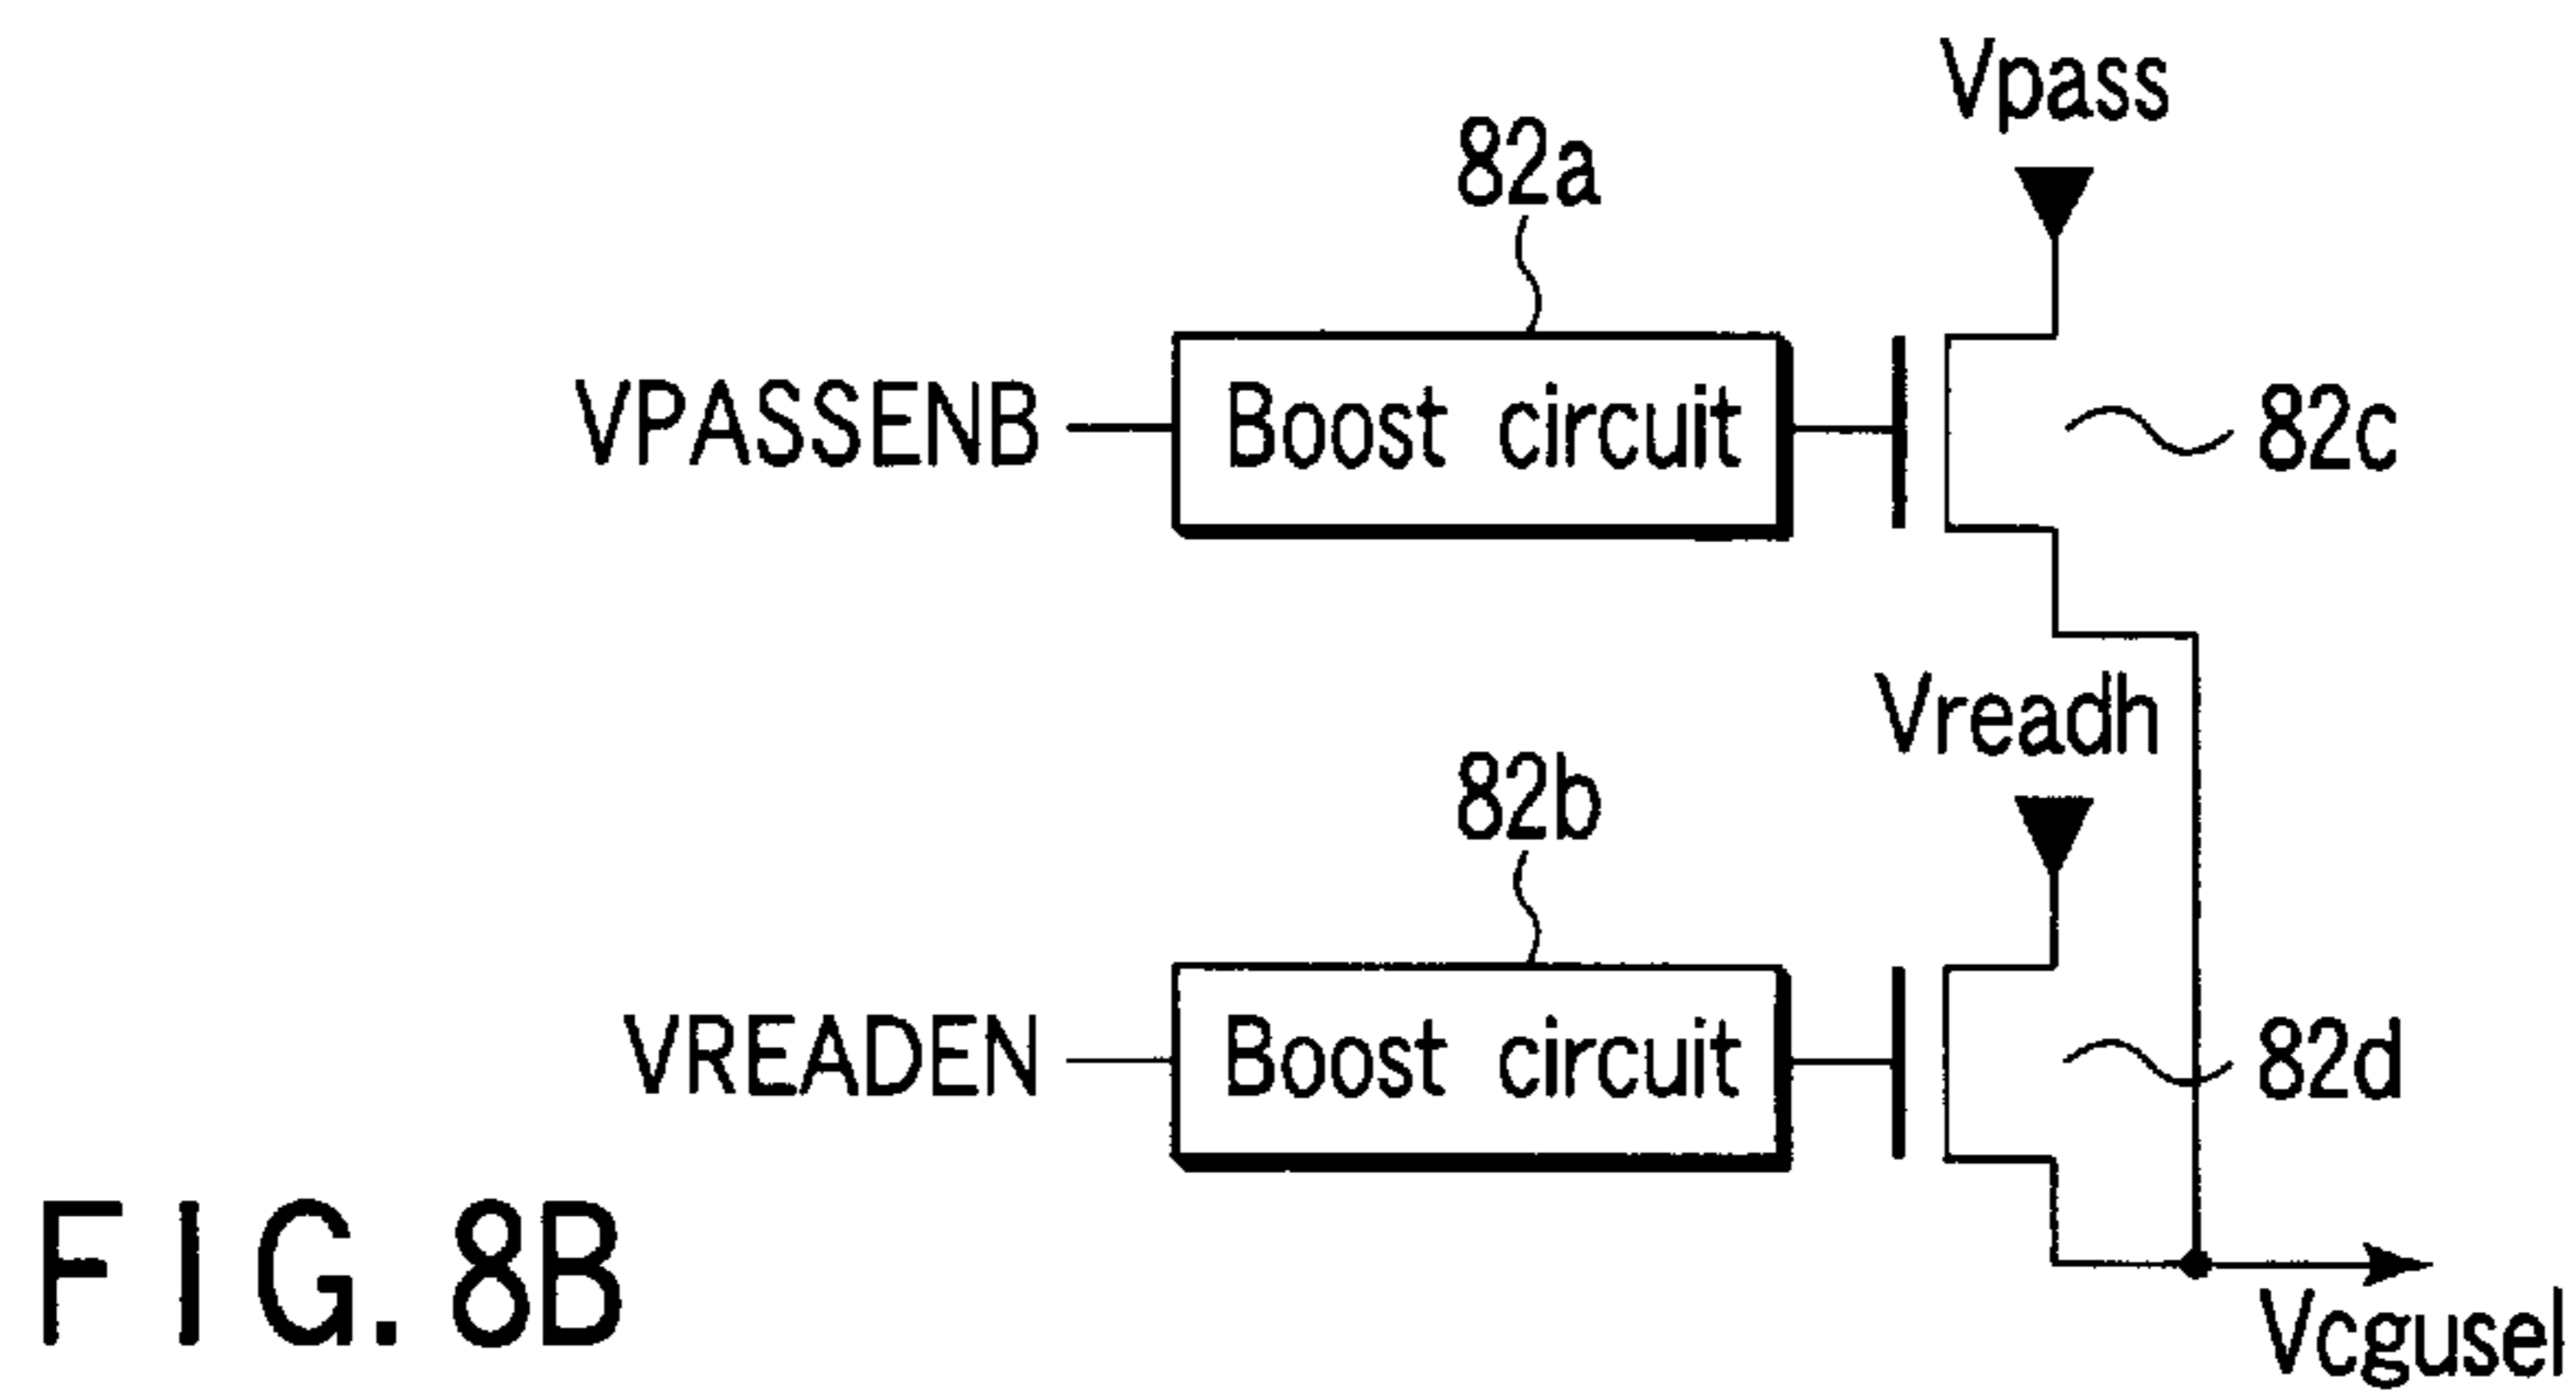 Vpass
82a
VPASSENB
Boost circuit
82c
Vreadh
82b
VREADEN
Boost circuit
82d
Vcgusel
FIG. 8B